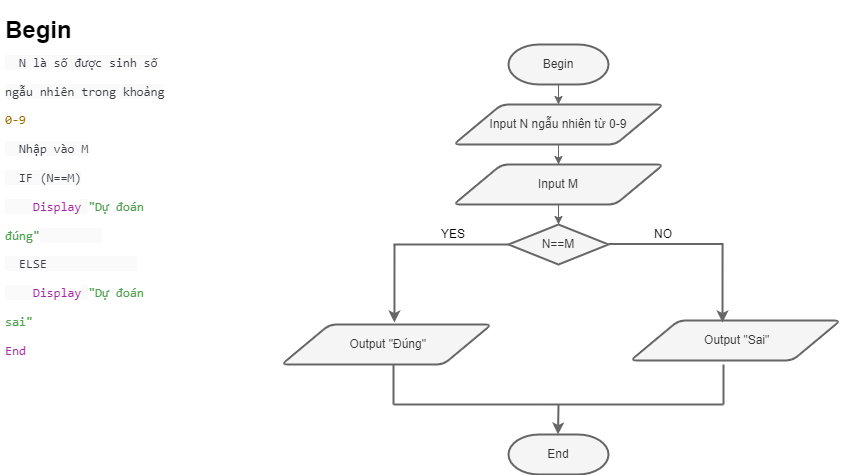 Begin
N là số được sinh số
ngẫu nhiên trong khoảng
0-9
Nhập vào M
IF (N==M)
Display "Dự đoán
đúng"
ELSE
Display "Dự đoán
sai"
End
Begin
Input N ngẫu nhiên từ 0-9
Input M
N==M
YES
NO
Output "Đúng"
Output "Sai"
End